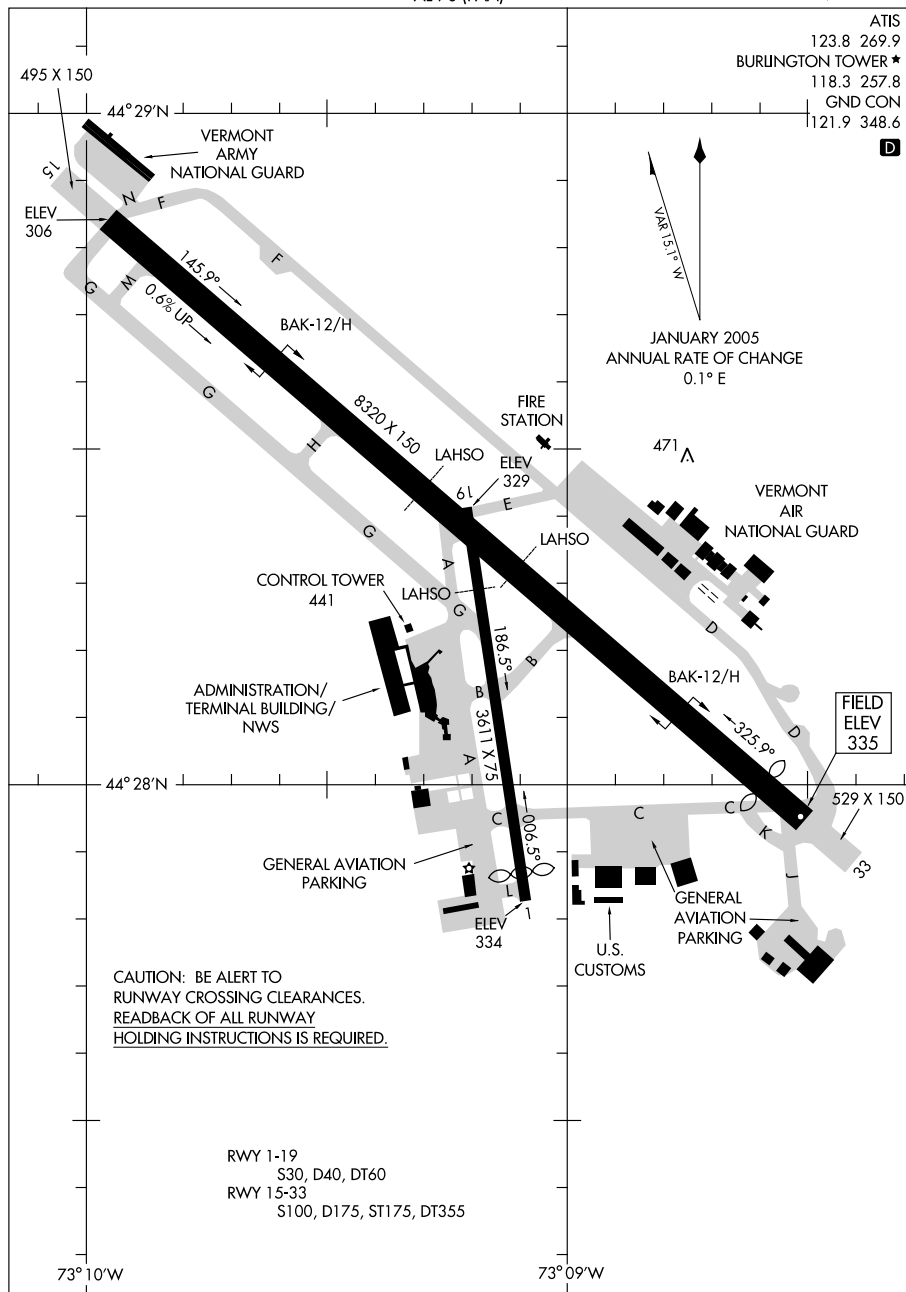 ATIS
123.8 269.9
BURLINGTON TOWER ★
118.3 257.8
GND CON
121.9 348.6
D
495 X 150
44°29'N
VERMONT
ARMY
NATIONAL GUARD
15
N
F
ELEV
306
F
VAR 15.1° W
145.9°
G
M
0.6% UP
BAK-12/H
JANUARY 2005
ANNUAL RATE OF CHANGE
0.1° E
G
8320 X 150
FIRE
STATION
H
LAHSO
471
ELEV
329
19
E
VERMONT
AIR
NATIONAL GUARD
G
LAHSO
A
CONTROL TOWER
441
LAHSO
G
186.5°
D
B
BAK-12/H
ADMINISTRATION/
TERMINAL BUILDING/
NWS
B
3611 X 75
325.9°
FIELD
ELEV
335
D
A
44°28'N
529 X 150
C
C
C
K
006.5°
GENERAL AVIATION
PARKING
33
J
L
1
ELEV
334
GENERAL
AVIATION
PARKING
U.S.
CUSTOMS
CAUTION: BE ALERT TO
RUNWAY CROSSING CLEARANCES.
READBACK OF ALL RUNWAY
HOLDING INSTRUCTIONS IS REQUIRED.
RWY 1-19
S30, D40, DT60
RWY 15-33
S100, D175, ST175, DT355
73°10'W
73°09'W